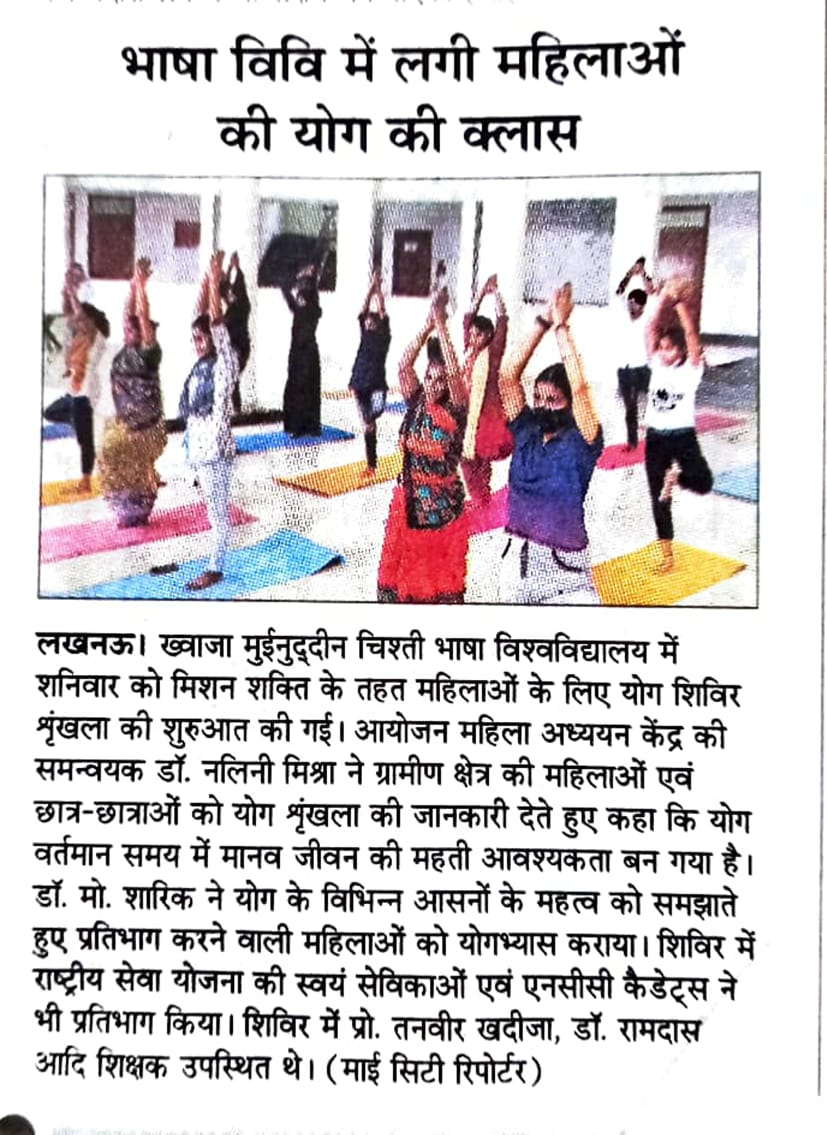 भाषा विवि में लगी महिलाओं
की योग की क्लास
लखनऊ। ख्वाजा मुईनुद्दीन चिश्ती भाषा विश्वविद्यालय में
शनिवार को मिशन शक्ति के तहत महिलाओं के लिए योग शिविर
शृंखला की शुरुआत की गई। आयोजन महिला अध्ययन केंद्र की
समन्वयक डॉ. नलिनी मिश्रा ने ग्रामीण क्षेत्र की महिलाओं एवं
छात्र-छात्राओं को योग शृंखला की जानकारी देते हुए कहा कि योग
वर्तमान समय में मानव जीवन की महती आवश्यकता बन गया है।
डॉ. मो. शारिक ने योग के विभिन्न आसनों के महत्व को समझाते
हुए प्रतिभाग करने वाली महिलाओं को योगभ्यास कराया। शिविर में
राष्ट्रीय सेवा योजना की स्वयं सेविकाओं एवं एनसीसी कैडेट्स ने
भी प्रतिभाग किया। शिविर में प्रो. तनवीर खदीजा, डॉ. रामदास
आदि शिक्षक उपस्थित थे। (माई सिटी रिपोर्टर)